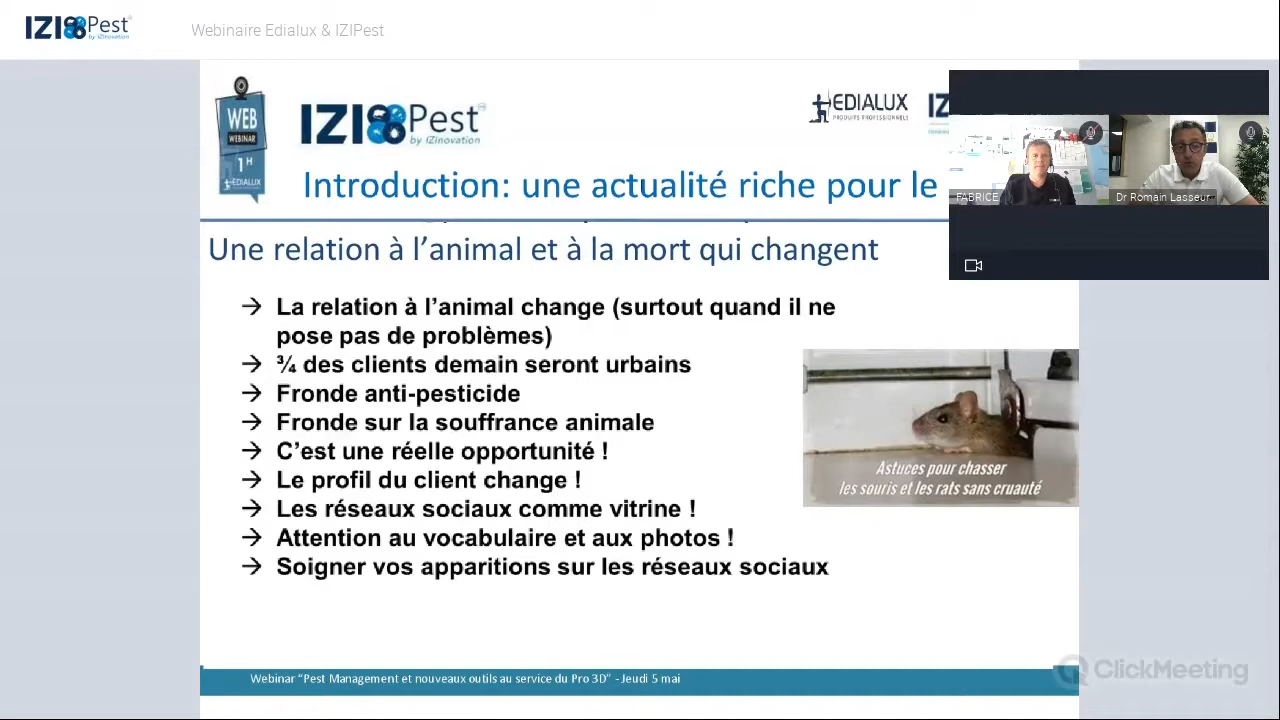 IZI Pest
by IZinovation
Webinaire Edialux & IZIPest
WEB
WEBINAR
1H
EDIALUX
IZI Pest
by IZinovation
EDIALUX
PRODUITS PROFESSIONNELS
IZ
FABRICE
Dr Romain Lasseur
Introduction: une actualité riche pour le
Une relation à l’animal et à la mort qui changent
→ La relation à l’animal change (surtout quand il ne
pose pas de problèmes)
→ ¾ des clients demain seront urbains
→ Fronde anti-pesticide
→ Fronde sur la souffrance animale
→ C’est une réelle opportunité !
→ Le profil du client change !
→ Les réseaux sociaux comme vitrine !
→ Attention au vocabulaire et aux photos !
→ Soigner vos apparitions sur les réseaux sociaux
Astuces pour chasser
les souris et les rats sans cruauté
Webinar “Pest Management et nouveaux outils au service du Pro 3D” - Jeudi 5 mai
ClickMeeting